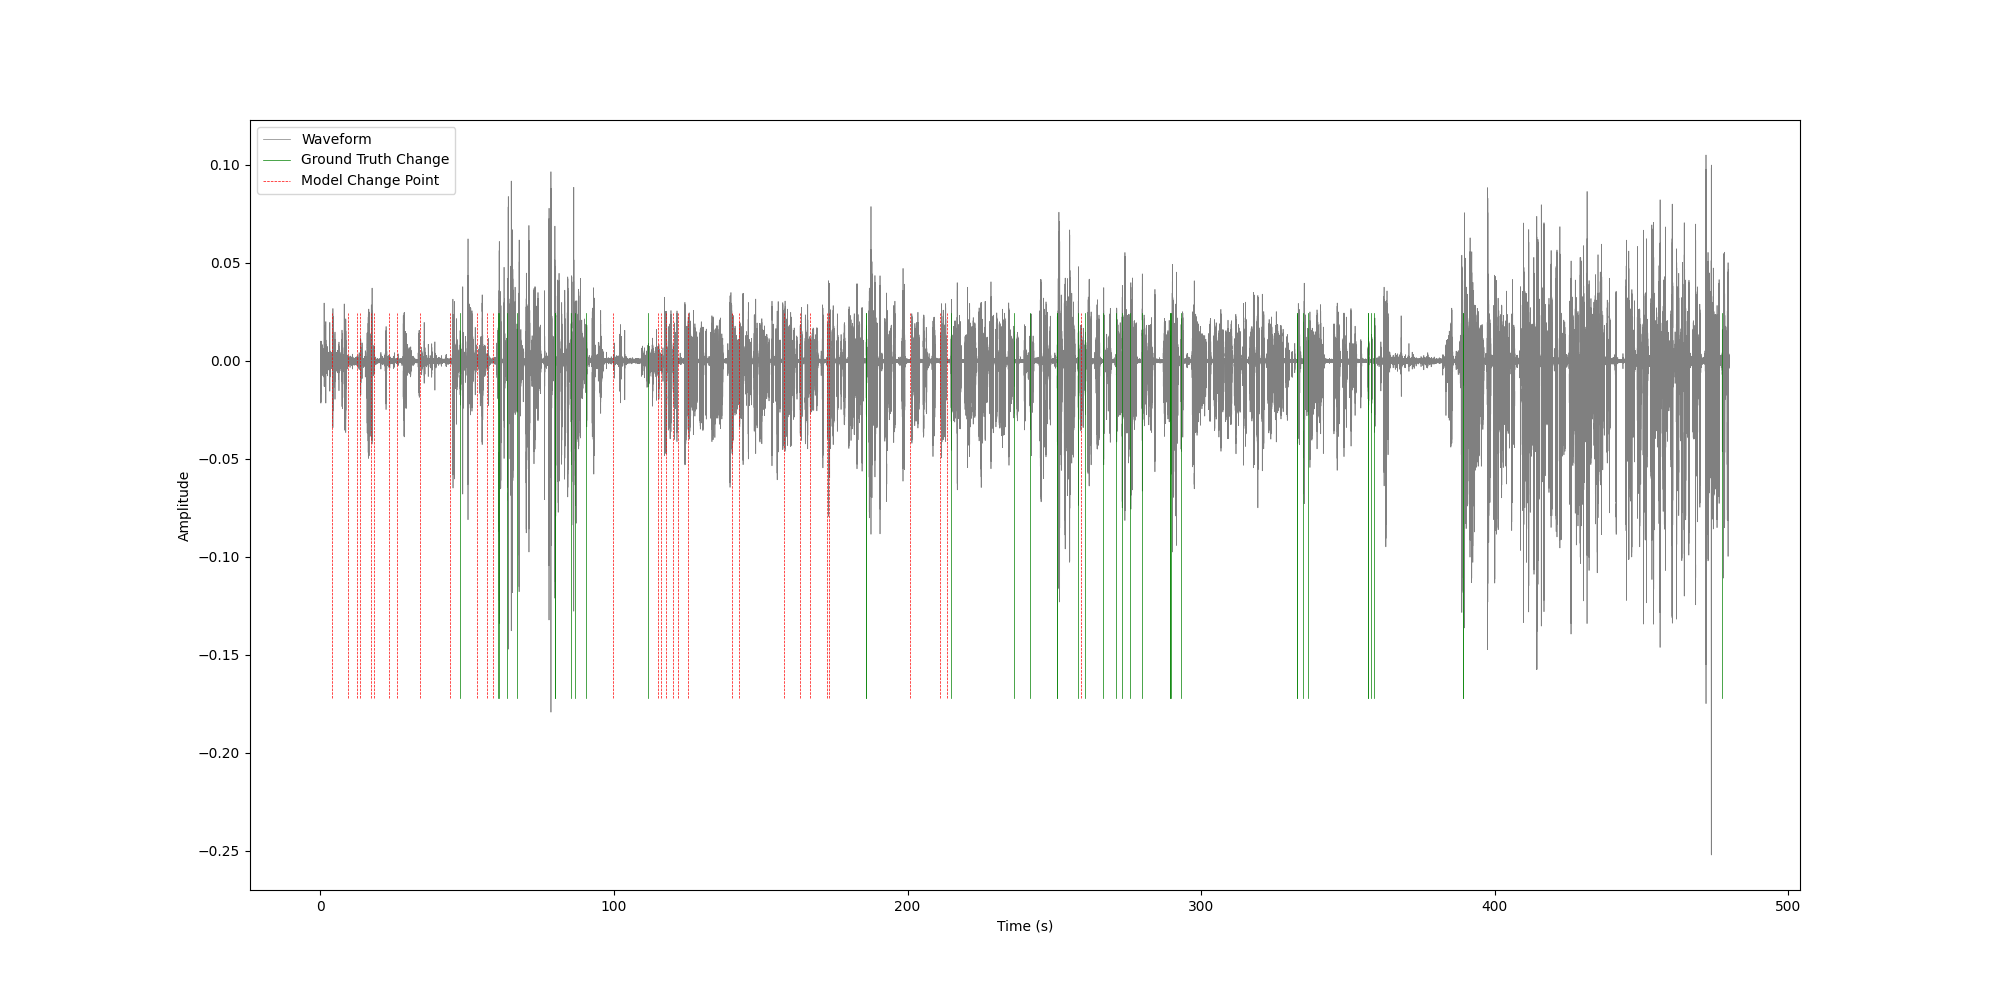 Waveform
Ground Truth Change
Model Change Point
0.10
0.05
0.00
−0.05
−0.10
−0.15
−0.20
−0.25
Amplitude
0 100 200 300 400 500
Time (s)